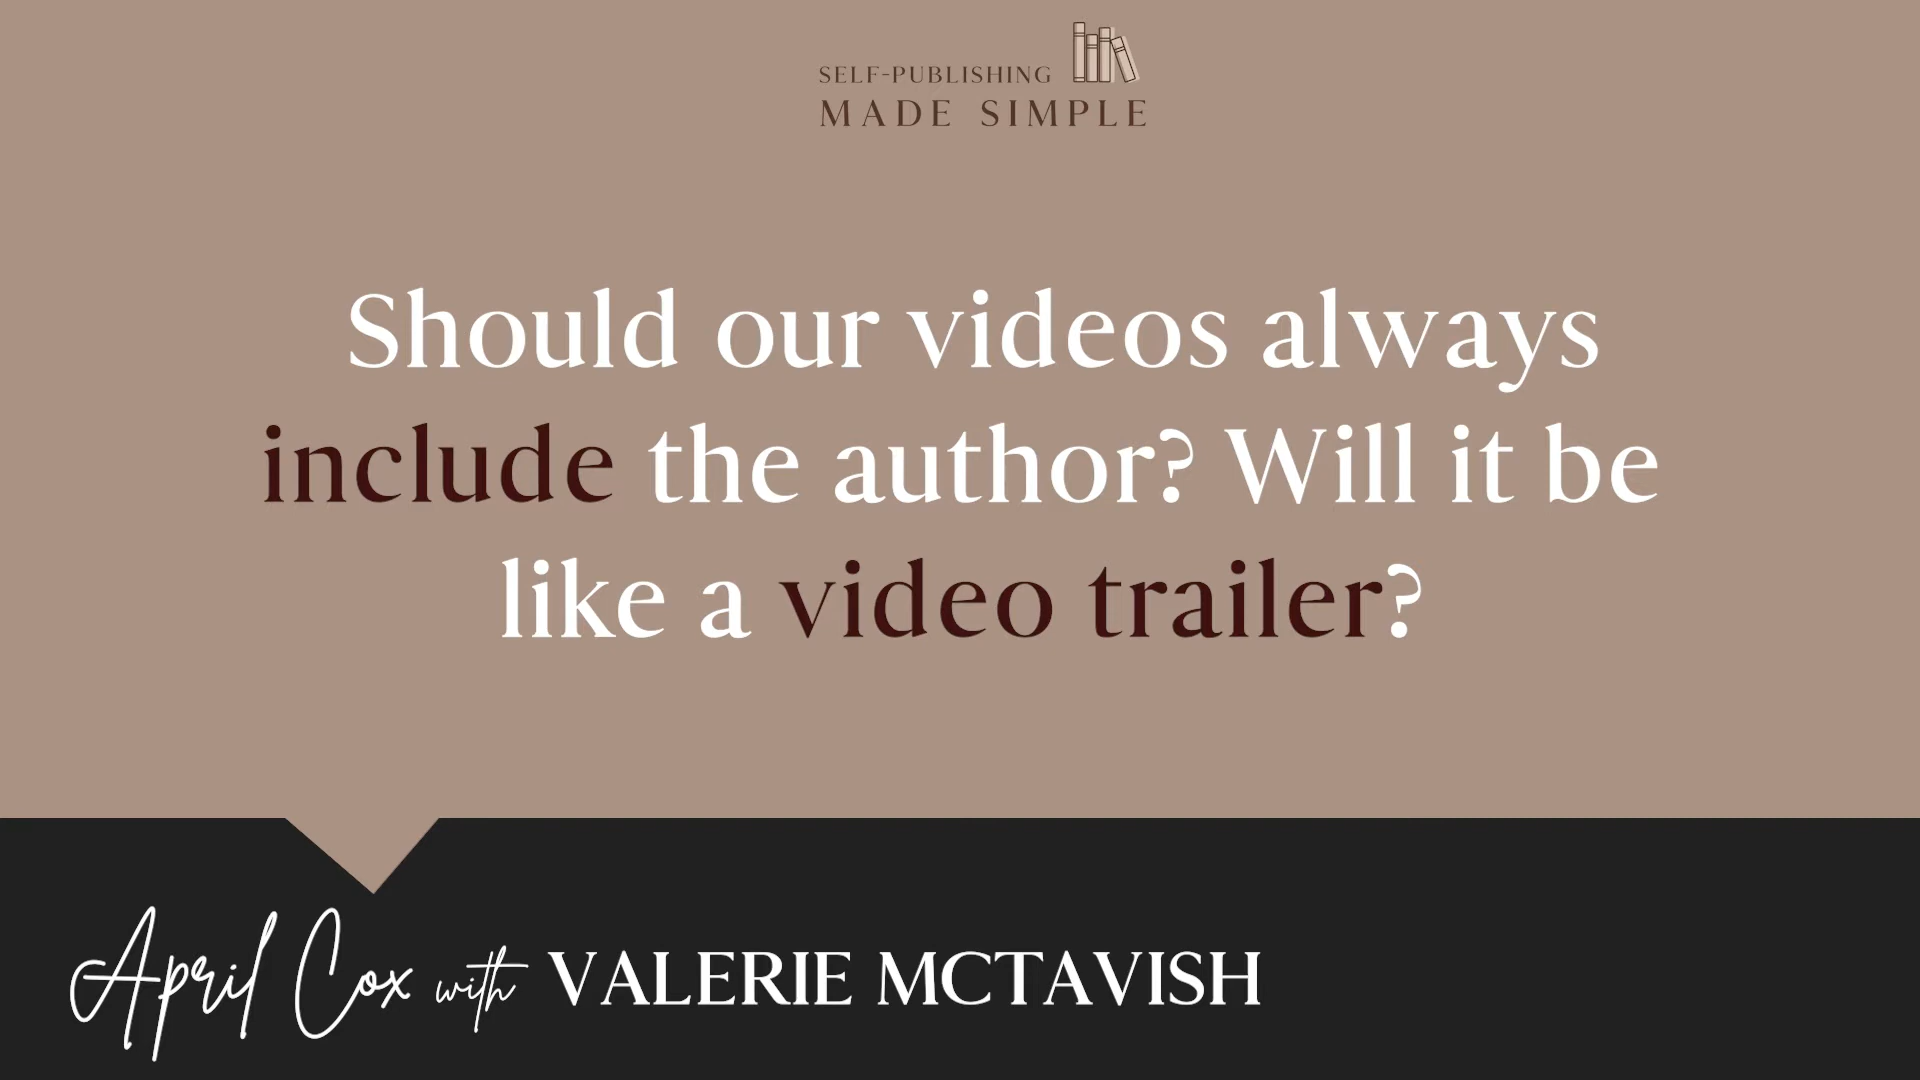 SELF-PUBLISHING
MADE SIMPLE
Should our videos always
include the author? Will it be
like a video trailer?
April Cox with VALERIE MCTAVISH